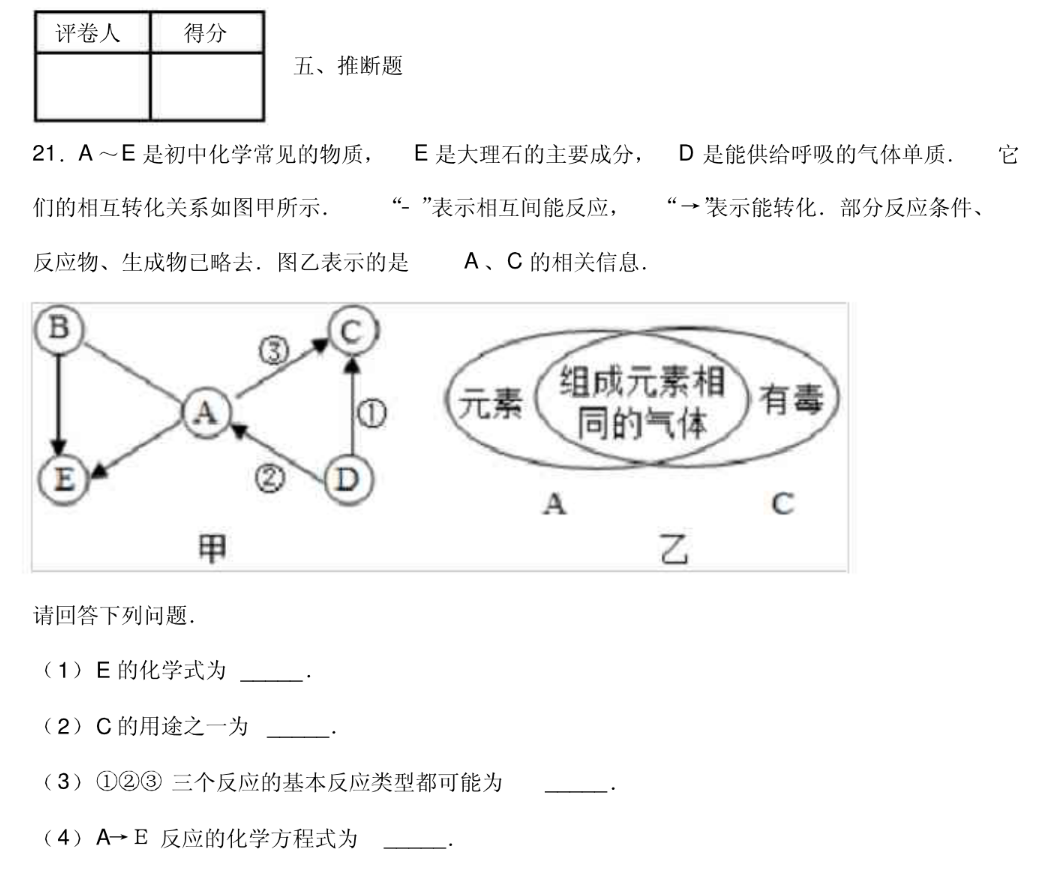 评卷人 得分
五、推断题
21．A～E 是初中化学常见的物质， E 是大理石的主要成分， D 是能供给呼吸的气体单质． 它
们的相互转化关系如图甲所示． “- ”表示相互间能反应， “→”表示能转化．部分反应条件、
反应物、生成物已略去．图乙表示的是 A 、C 的相关信息．
B C
③
A ①
E ② D
甲
元素 组成元素相同的气体 有毒
A C
乙
请回答下列问题．
（1） E 的化学式为 _____．
（2） C 的用途之一为 _____．
（3） ①②③ 三个反应的基本反应类型都可能为 _____．
（4） A→ E 反应的化学方程式为 _____．